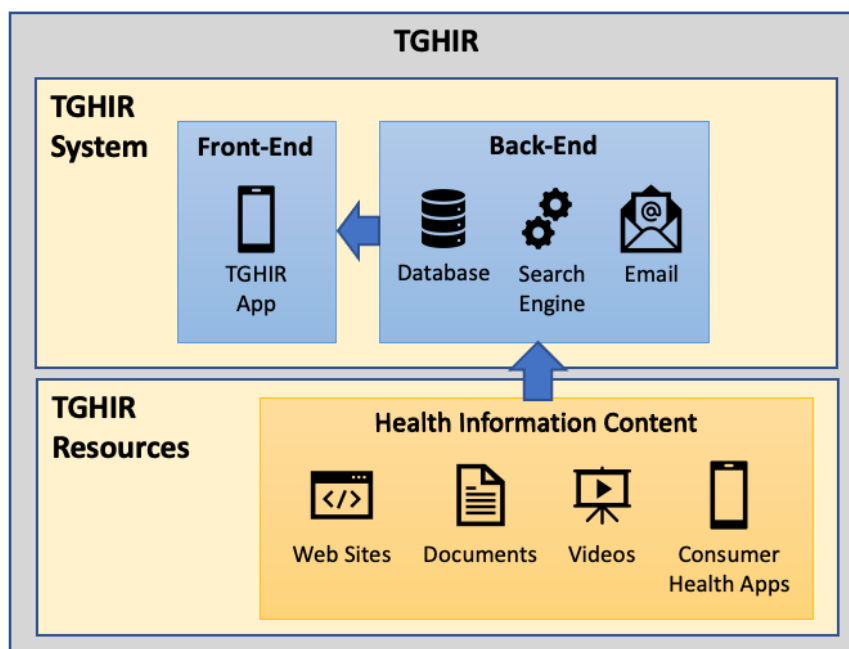 TGHIR
TGHIR
System
Front-End
TGHIR
App
Back-End
Database
Search
Engine
@
Email
TGHIR
Resources
Health Information Content
</>
Web Sites
Documents
Videos
Consumer
Health Apps